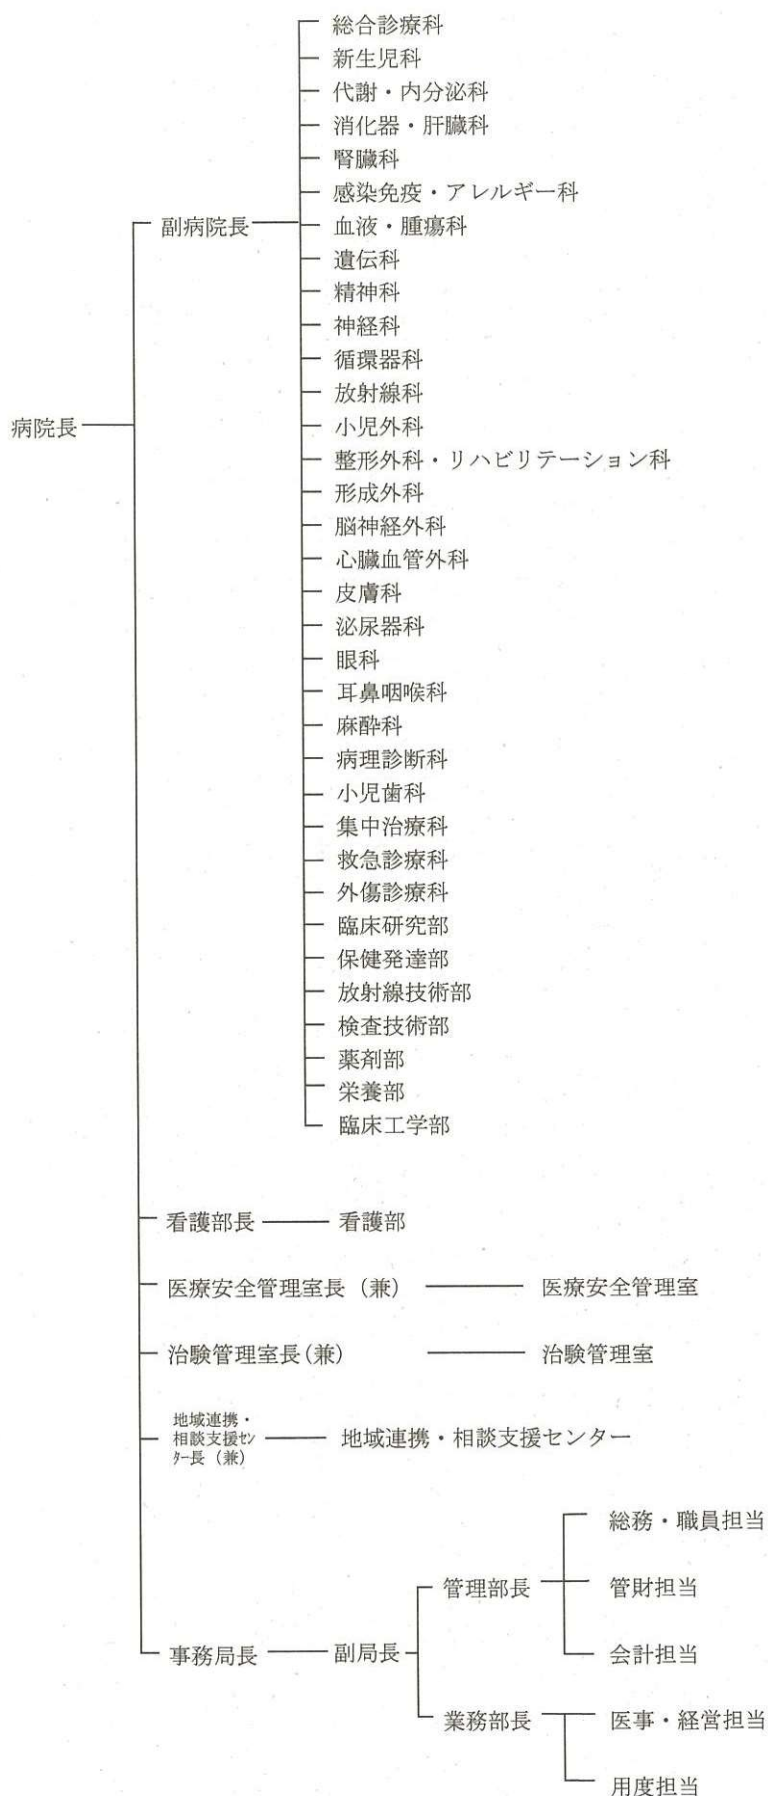 総合診療科
新生児科
代謝・内分泌科
消化器・肝臓科
腎臓科
感染免疫・アレルギー科
副病院長
血液・腫瘍科
遺伝科
精神科
神経科
循環器科
放射線科
病院長
小児外科
整形外科・リハビリテーション科
形成外科
脳神経外科
心臓血管外科
皮膚科
泌尿器科
眼科
耳鼻咽喉科
麻酔科
病理診断科
小児歯科
集中治療科
救急診療科
外傷診療科
臨床研究部
保健発達部
放射線技術部
検査技術部
薬剤部
栄養部
臨床工学部
看護部長 看護部
医療安全管理室長（兼） 医療安全管理室
治験管理室長(兼) 治験管理室
地域連携・
相談支援ｾﾝ
ﾀｰ長（兼）
地域連携・相談支援センター
総務・職員担当
管理部長 管財担当
事務局長 副局長 会計担当
業務部長 医事・経営担当
用度担当